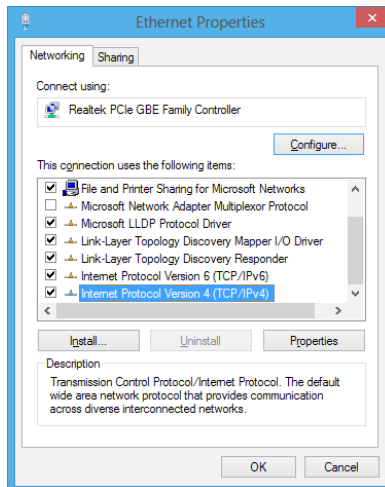 Ethernet Properties
Networking
Sharing
Connect using:
Realtek PCIe GBE Family Controller
Configure...
This connection uses the following items:
File and Printer Sharing for Microsoft Networks
Microsoft Network Adapter Multiplexor Protocol
Microsoft LLDP Protocol Driver
Link-Layer Topology Discovery Mapper I/O Driver
Link-Layer Topology Discovery Responder
Internet Protocol Version 6 (TCP/IPv6)
Internet Protocol Version 4 (TCP/IPv4)
Install...
Uninstall
Properties
Description
Transmission Control Protocol/Internet Protocol. The default
wide area network protocol that provides communication
across diverse interconnected networks.
OK
Cancel